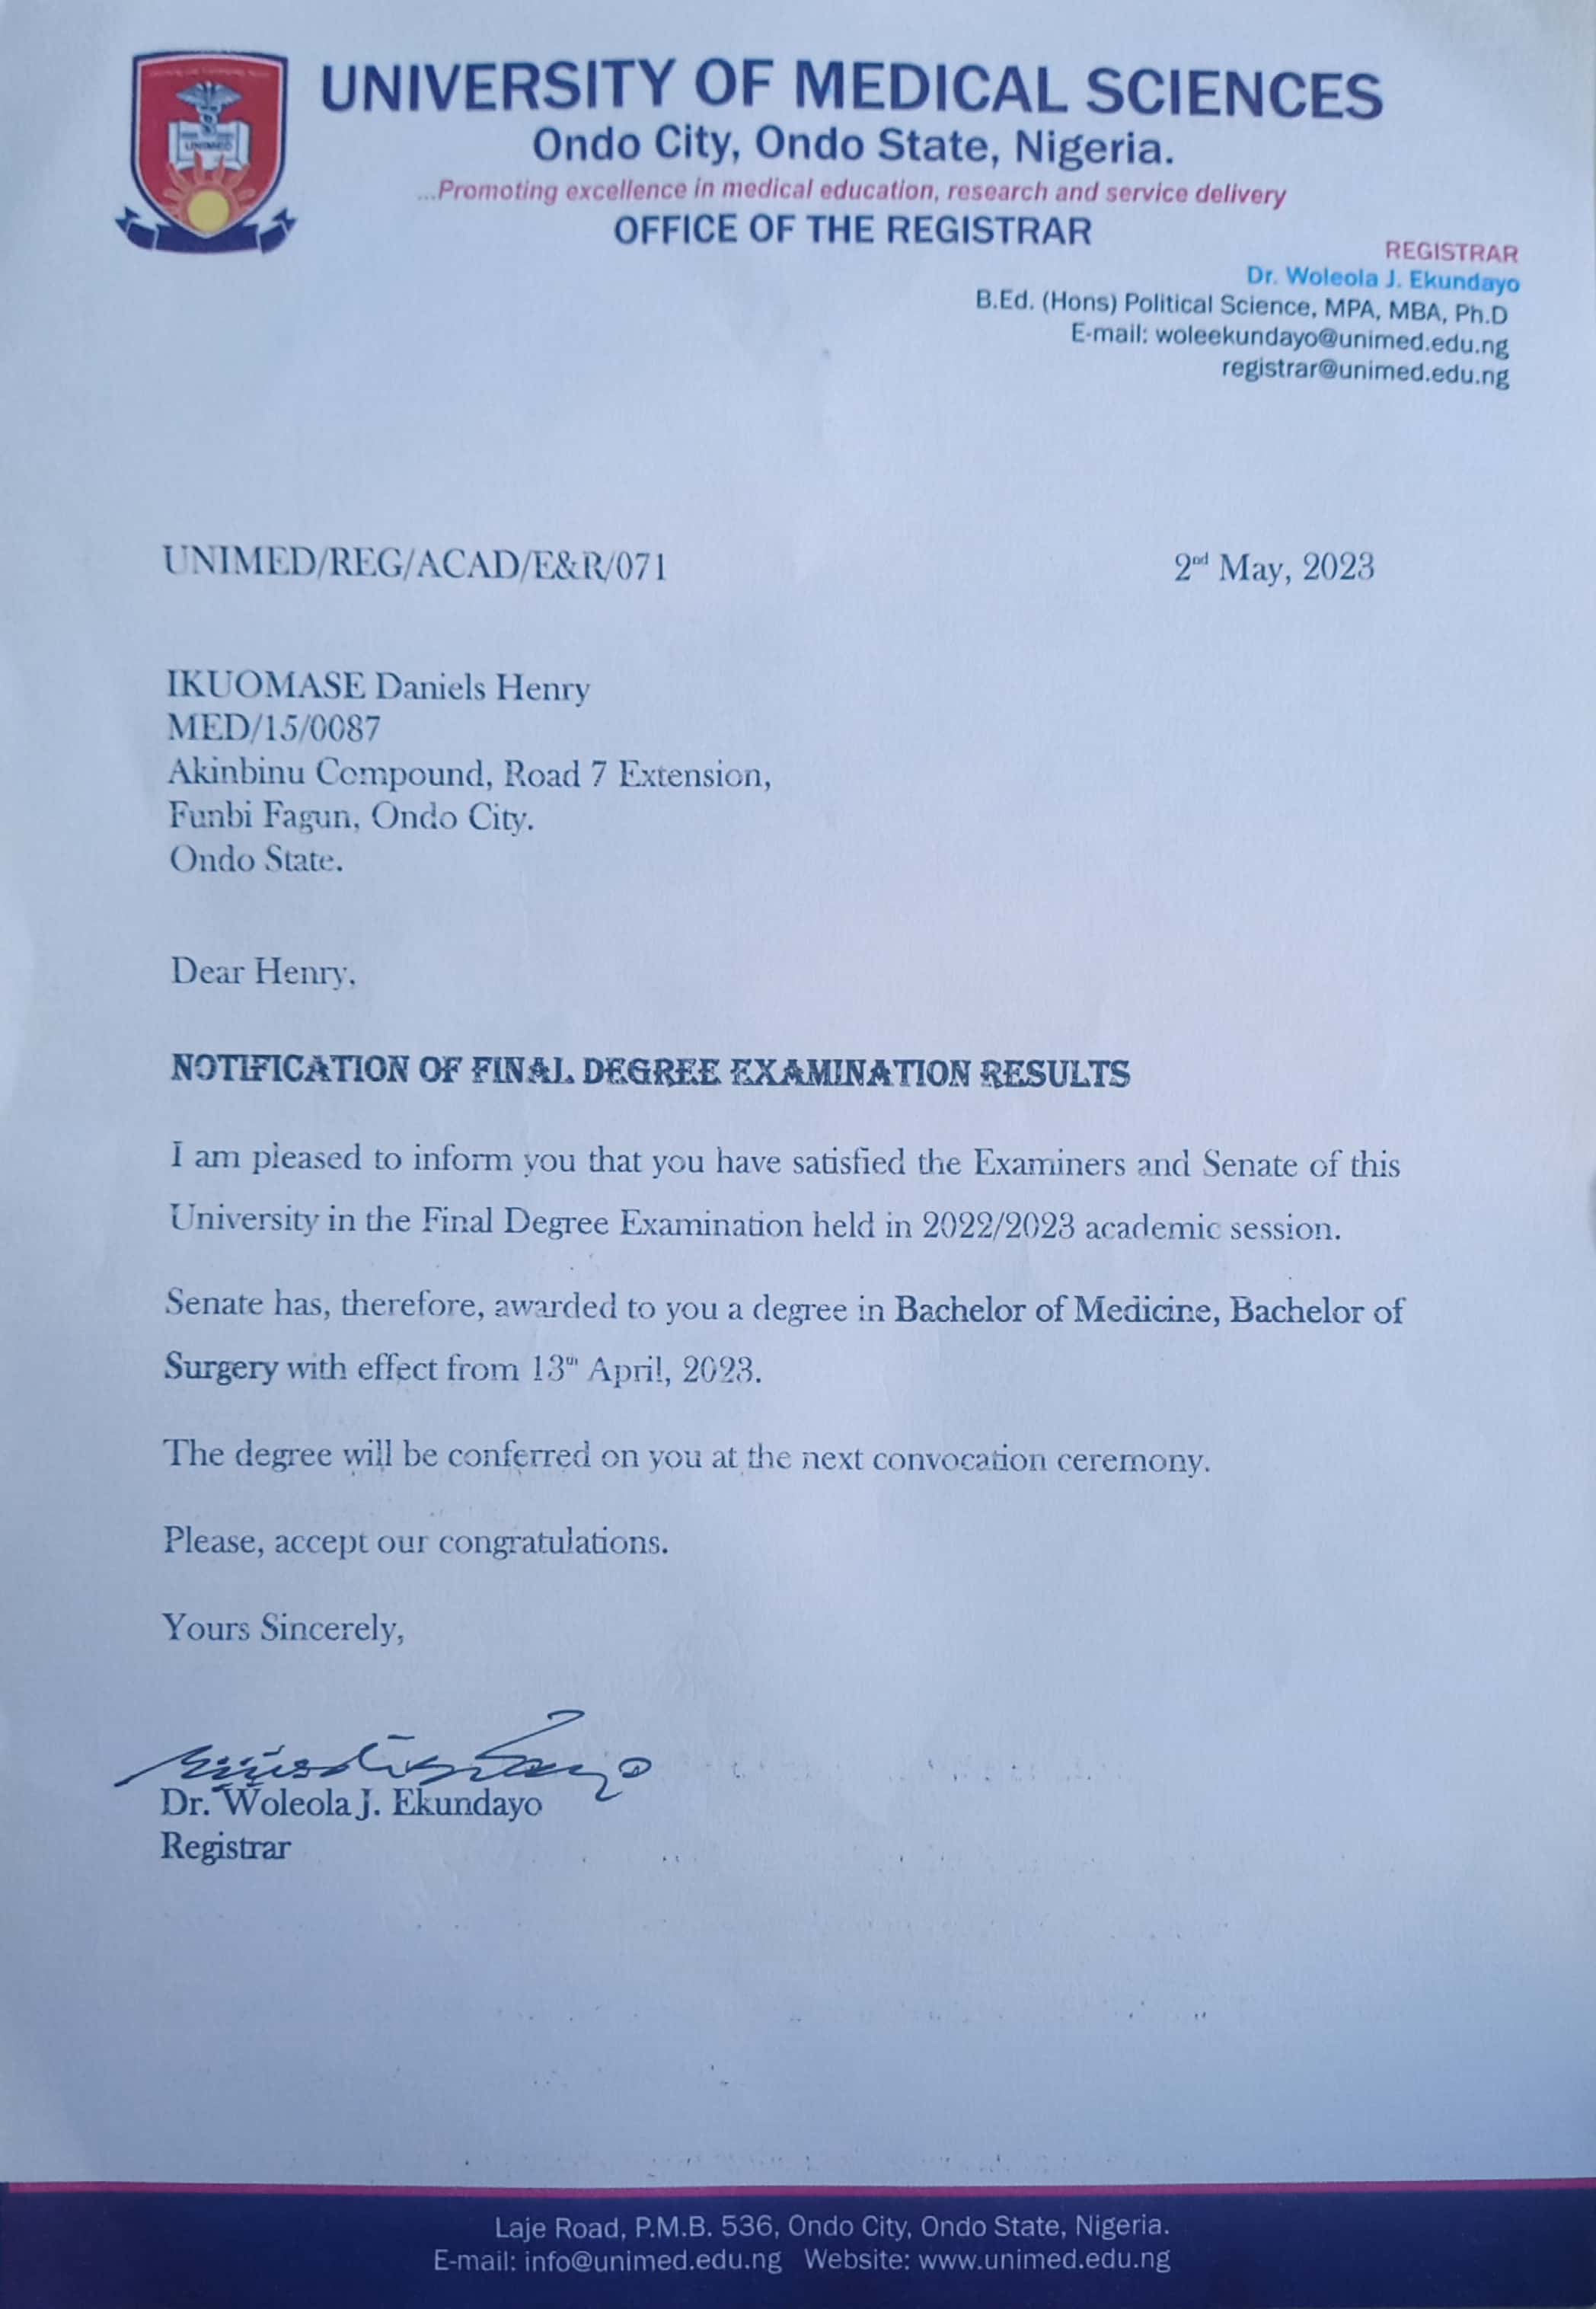 UNIMED
UNIVERSITY OF MEDICAL SCIENCES
Ondo City, Ondo State, Nigeria.
...Promoting excellence in medical education, research and service delivery
OFFICE OF THE REGISTRAR
REGISTRAR
Dr. Woleola J. Ekundayo
B.Ed. (Hons) Political Science, MPA, MBA, Ph.D
E-mail: woleekundayo@unimed.edu.ng
registrar@unimed.edu.ng
UNIMED/REG/ACAD/E&R/071 2nd May, 2023
IKUOMASE Daniels Henry
MED/15/0087
Akinbinu Compound, Road 7 Extension,
Funbi Fagun, Ondo City.
Ondo State.
Dear Henry,
NOTIFICATION OF FINAL DEGREE EXAMINATION RESULTS
I am pleased to inform you that you have satisfied the Examiners and Senate of this
University in the Final Degree Examination held in 2022/2023 academic session.
Senate has, therefore, awarded to you a degree in Bachelor of Medicine, Bachelor of
Surgery with effect from 13th April, 2023.
The degree will be conferred on you at the next convocation ceremony.
Please, accept our congratulations.
Yours Sincerely,
Dr. Woleola J. Ekundayo
Registrar
Laje Road, P.M.B. 536, Ondo City, Ondo State, Nigeria.
E-mail: info@unimed.edu.ng Website: www.unimed.edu.ng